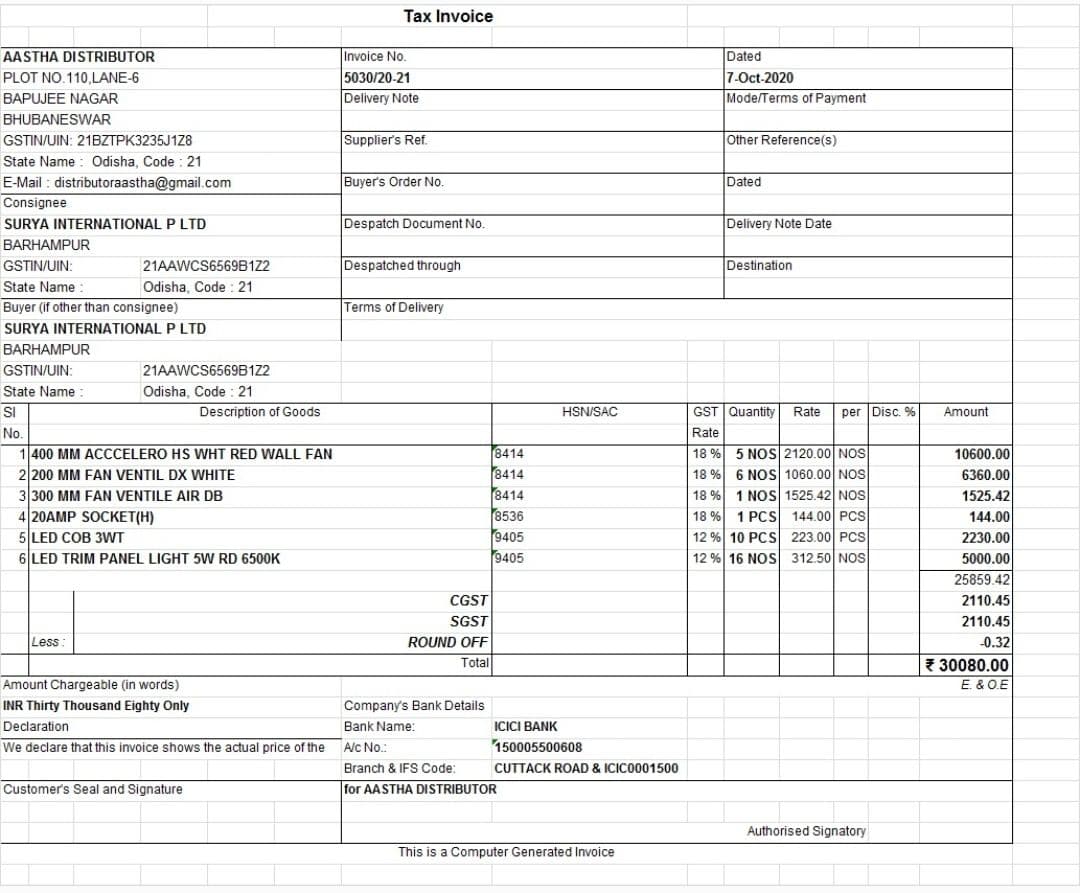 Tax Invoice
AASTHA DISTRIBUTOR
PLOT NO.110,LANE-6
BAPUJEE NAGAR
BHUBANESWAR
GSTIN/UIN: 21BZTPK3235J1Z8
State Name : Odisha, Code : 21
E-Mail : distributoraastha@gmail.com
Invoice No. Dated
5030/20-21 7-Oct-2020
Delivery Note Mode/Terms of Payment
Supplier's Ref. Other Reference(s)
Buyer's Order No. Dated
Despatch Document No. Delivery Note Date
Despatched through Destination
Terms of Delivery
Consignee
SURYA INTERNATIONAL P LTD
BARHAMPUR
GSTIN/UIN: 21AAWCS6569B1Z2
State Name : Odisha, Code : 21
Buyer (if other than consignee)
SURYA INTERNATIONAL P LTD
BARHAMPUR
GSTIN/UIN: 21AAWCS6569B1Z2
State Name : Odisha, Code : 21
SI Description of Goods HSN/SAC GST Quantity Rate per Disc. % Amount
No. Rate
1 400 MM ACCCELERO HS WHT RED WALL FAN 8414 18 % 5 NOS 2120.00 NOS 10600.00
2 200 MM FAN VENTIL DX WHITE 8414 18 % 6 NOS 1060.00 NOS 6360.00
3 300 MM FAN VENTILE AIR DB 8414 18 % 1 NOS 1525.42 NOS 1525.42
4 20AMP SOCKET(H) 8536 18 % 1 PCS 144.00 PCS 144.00
5 LED COB 3WT 9405 12 % 10 PCS 223.00 PCS 2230.00
6 LED TRIM PANEL LIGHT 5W RD 6500K 9405 12 % 16 NOS 312.50 NOS 5000.00
25859.42
CGST 2110.45
SGST 2110.45
Less : ROUND OFF -0.32
Total ₹ 30080.00
Amount Chargeable (in words) E. & O.E
INR Thirty Thousand Eighty Only
Company's Bank Details
Declaration
Bank Name: ICICI BANK
We declare that this invoice shows the actual price of the
A/c No.: 150005500608
Branch & IFS Code: CUTTACK ROAD & ICIC0001500
Customer's Seal and Signature
for AASTHA DISTRIBUTOR
Authorised Signatory
This is a Computer Generated Invoice